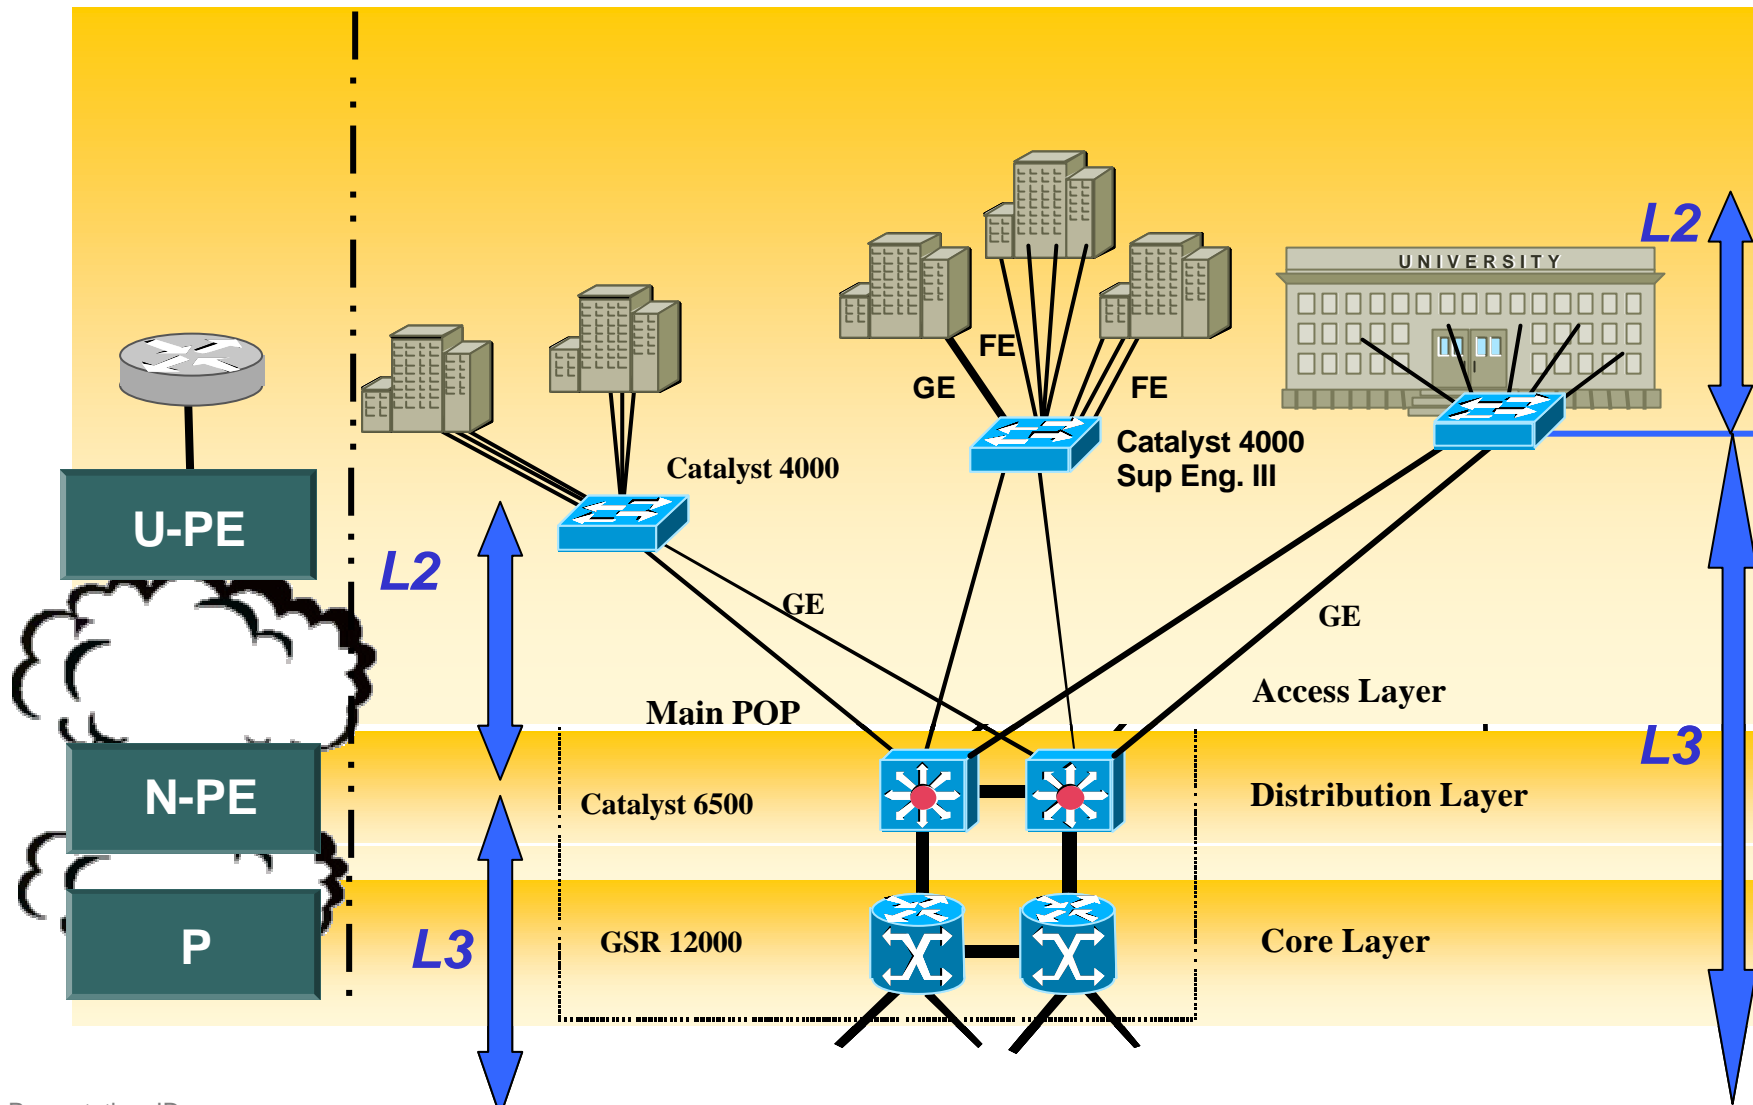 L2
UNIVERSITY
FE
GE
FE
Catalyst 4000
Sup Eng. III
Catalyst 4000
U-PE
L2
GE
GE
Access Layer
Main POP
L3
N-PE
Catalyst 6500
Distribution Layer
P
L3
GSR 12000
Core Layer